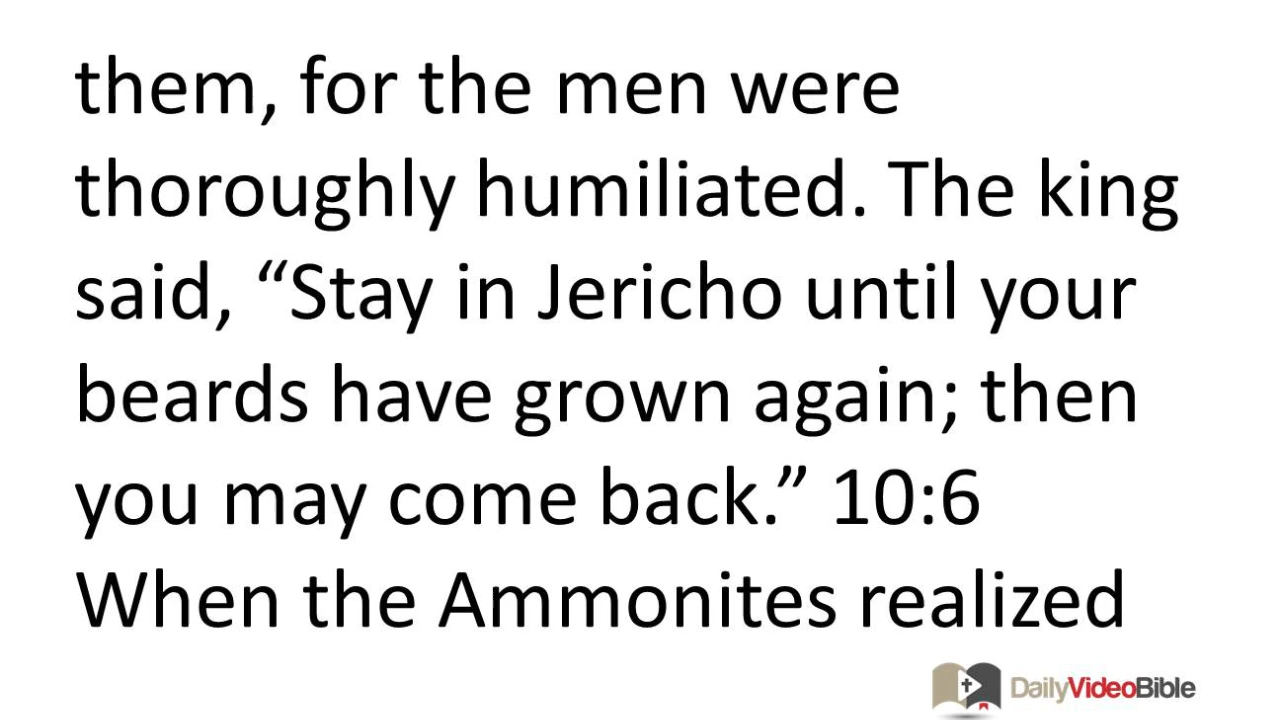 them, for the men were
thoroughly humiliated. The king
said, “Stay in Jericho until your
beards have grown again; then
you may come back.” 10:6
When the Ammonites realized
DailyVideoBible